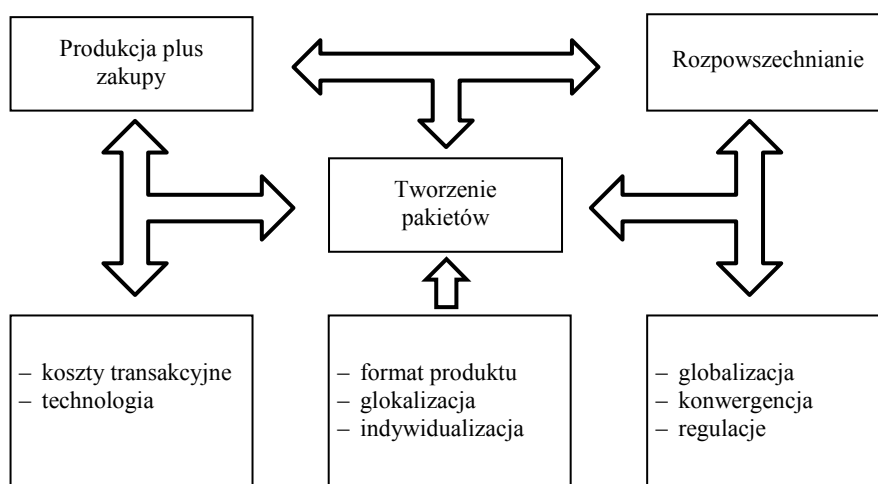 Produkcja plus
zakupy
Rozpowszechnianie
Tworzenie
pakietów
– koszty transakcyjne
– technologia
– format produktu
– glokalizacja
– indywidualizacja
– globalizacja
– konwergencja
– regulacje